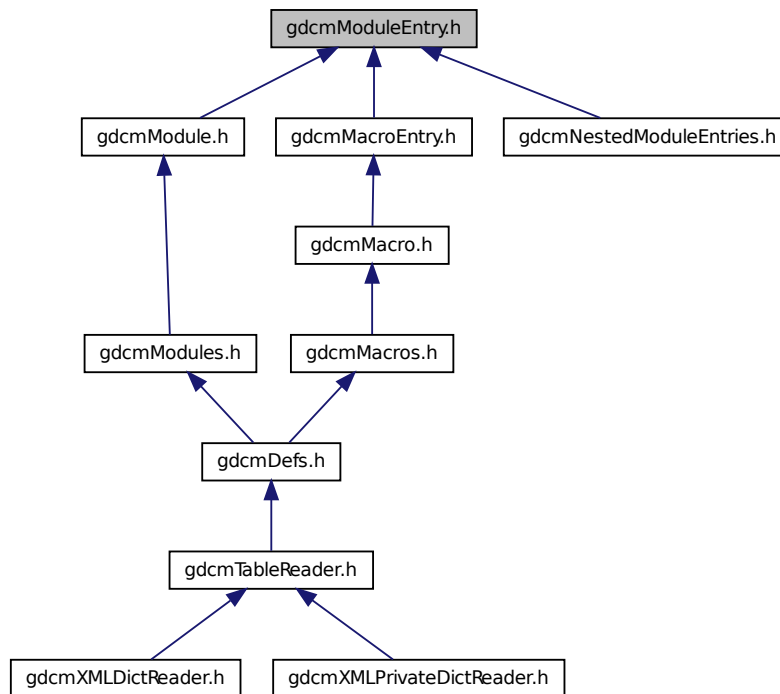 gdcmModuleEntry.h
gdcmModule.h
gdcmMacroEntry.h
gdcmNestedModuleEntries.h
gdcmMacro.h
gdcmModules.h
gdcmMacros.h
gdcmDefs.h
gdcmTableReader.h
gdcmXMLDictReader.h
gdcmXMLPrivateDictReader.h